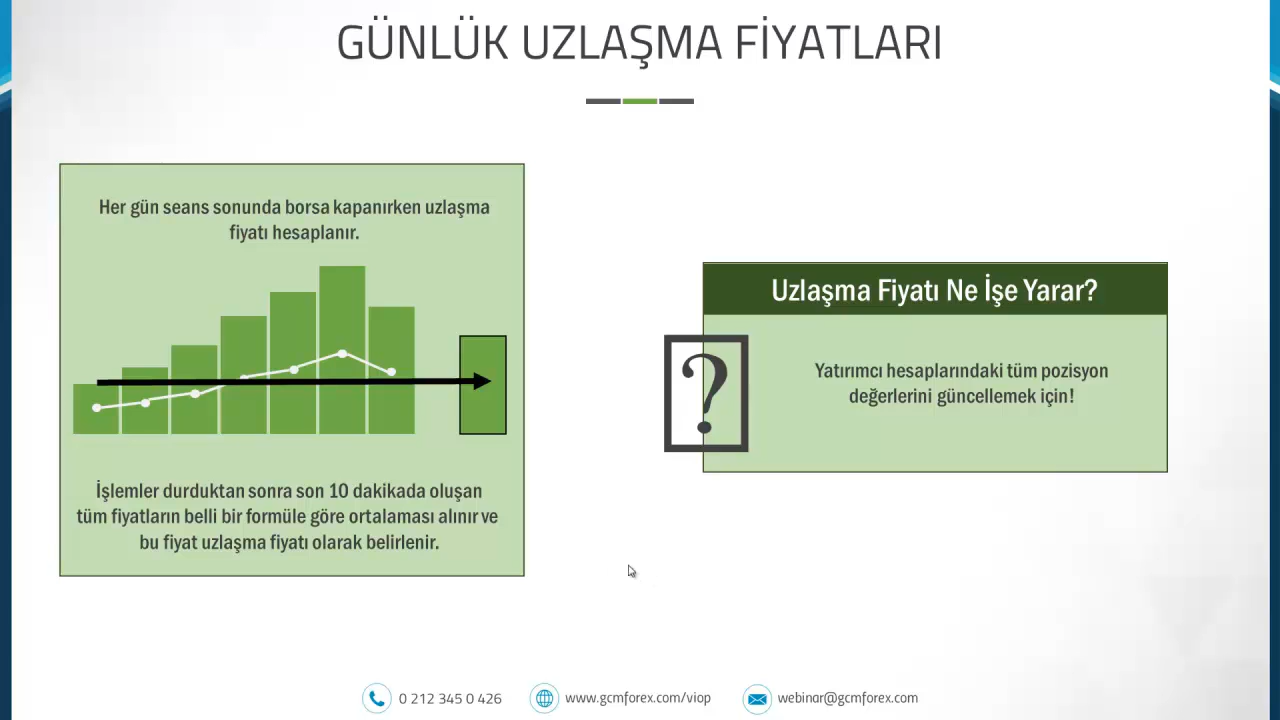 GÜNLÜK UZLAŞMA FİYATLARI
Her gün seans sonunda borsa kapanırken uzlaşma
fiyatı hesaplanır.
İşlemler durduktan sonra son 10 dakikada oluşan
tüm fiyatların belli bir formüle göre ortalaması alınır ve
bu fiyat uzlaşma fiyatı olarak belirlenir.
Uzlaşma Fiyatı Ne İşe Yarar?
?
Yatırımcı hesaplarındaki tüm pozisyon
değerlerini güncellemek için!
0 212 345 0 426 www.gcmforex.com/viop webinar@gcmforex.com